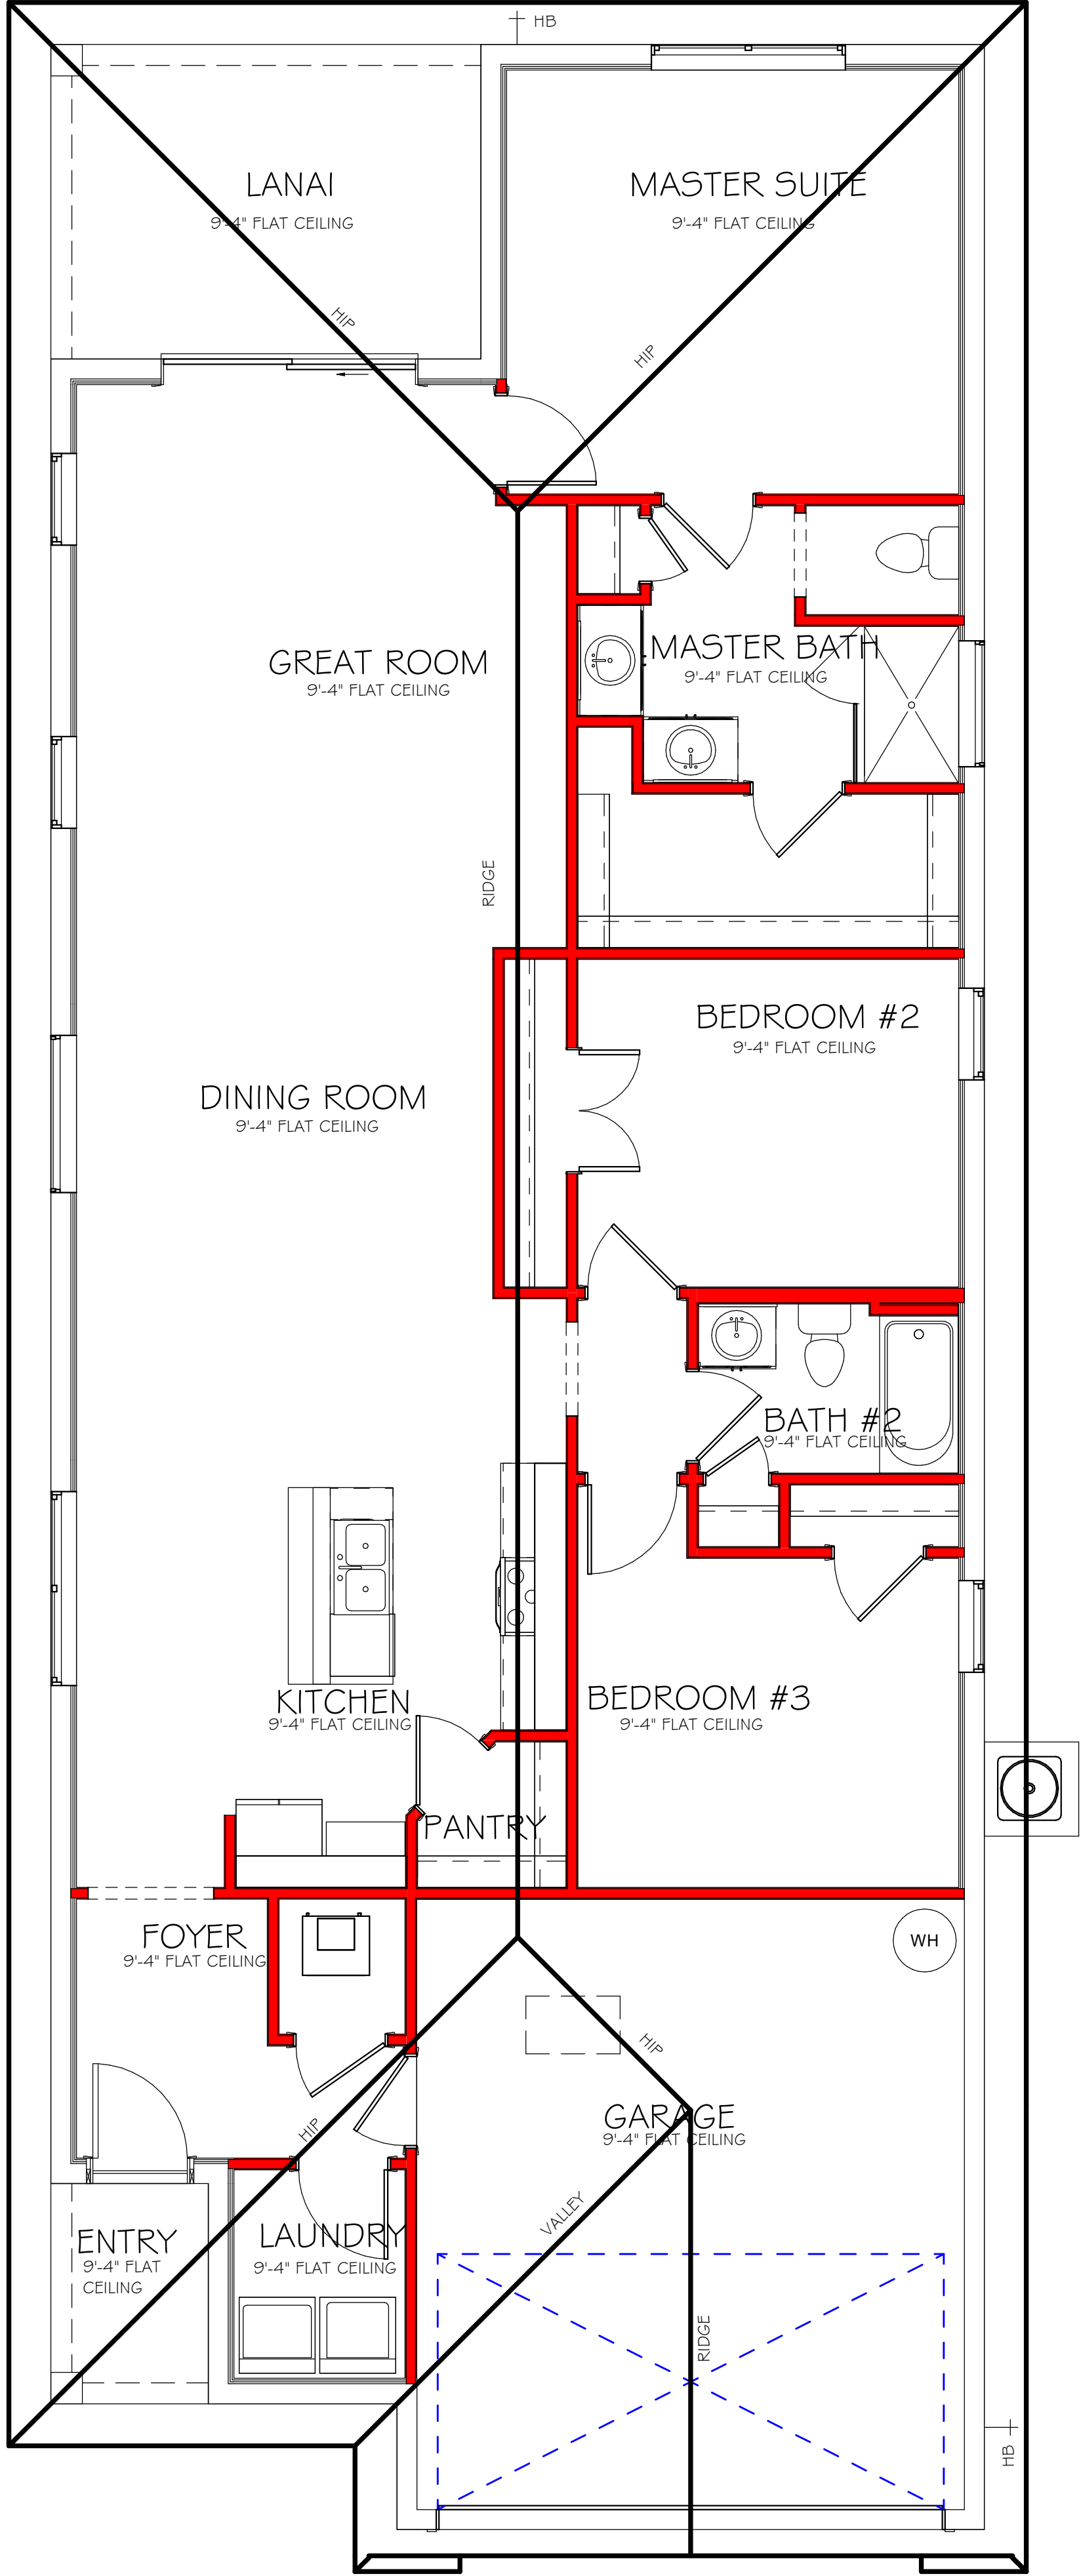 HB
LANAI
9'-4" FLAT CEILING
MASTER SUITE
9'-4" FLAT CEILING
HIP
HIP
GREAT ROOM
9'-4" FLAT CEILING
MASTER BATH
9'-4" FLAT CEILING
RIDGE
BEDROOM #2
9'-4" FLAT CEILING
DINING ROOM
9'-4" FLAT CEILING
BATH #2
9'-4" FLAT CEILING
KITCHEN
9'-4" FLAT CEILING
BEDROOM #3
9'-4" FLAT CEILING
PANTRY
FOYER
9'-4" FLAT CEILING
WH
HIP
HIP
GARAGE
9'-4" FLAT CEILING
VALLEY
ENTRY
9'-4" FLAT
CEILING
LAUNDRY
9'-4" FLAT CEILING
RIDGE
HB